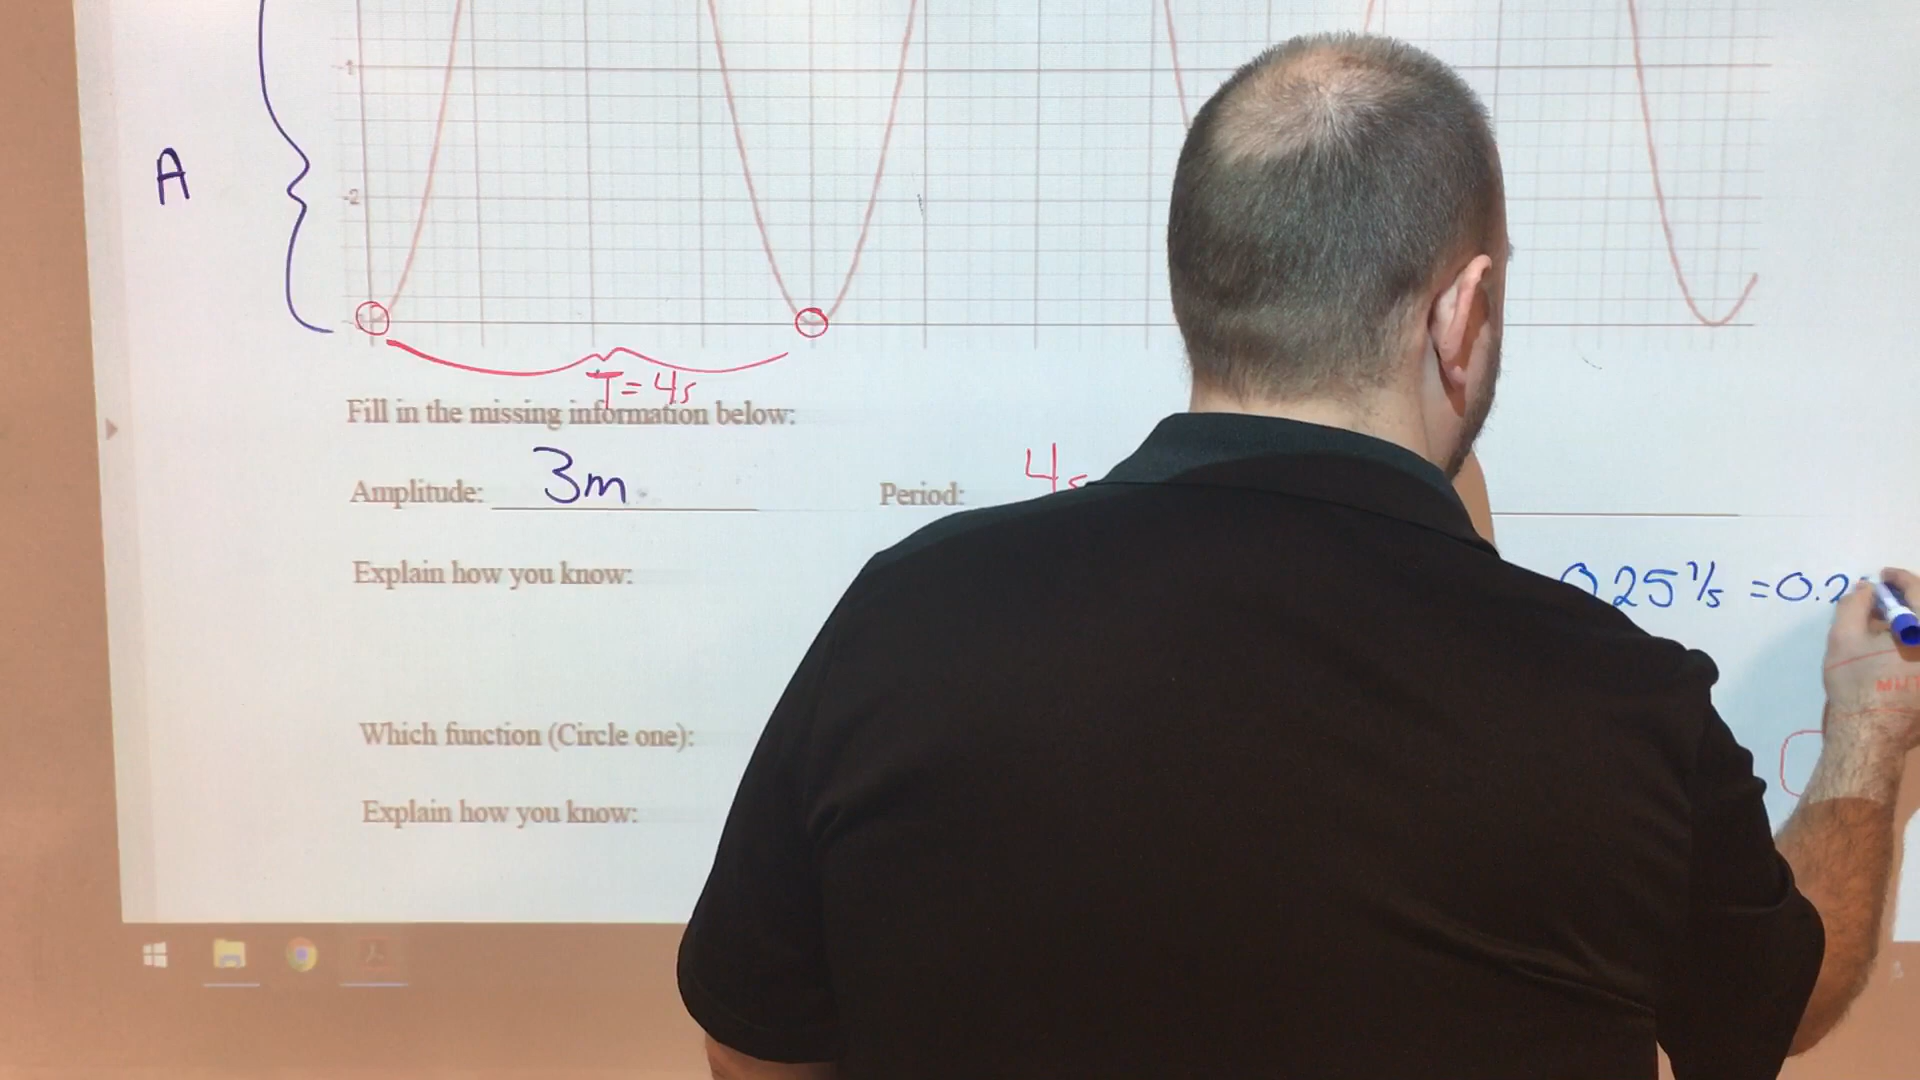 -1
A
-2
T=4s
Fill in the missing information below:
Amplitude: 3m Period: 4s
Explain how you know: 0.25 1/s =0.2
Which function (Circle one):
Explain how you know: